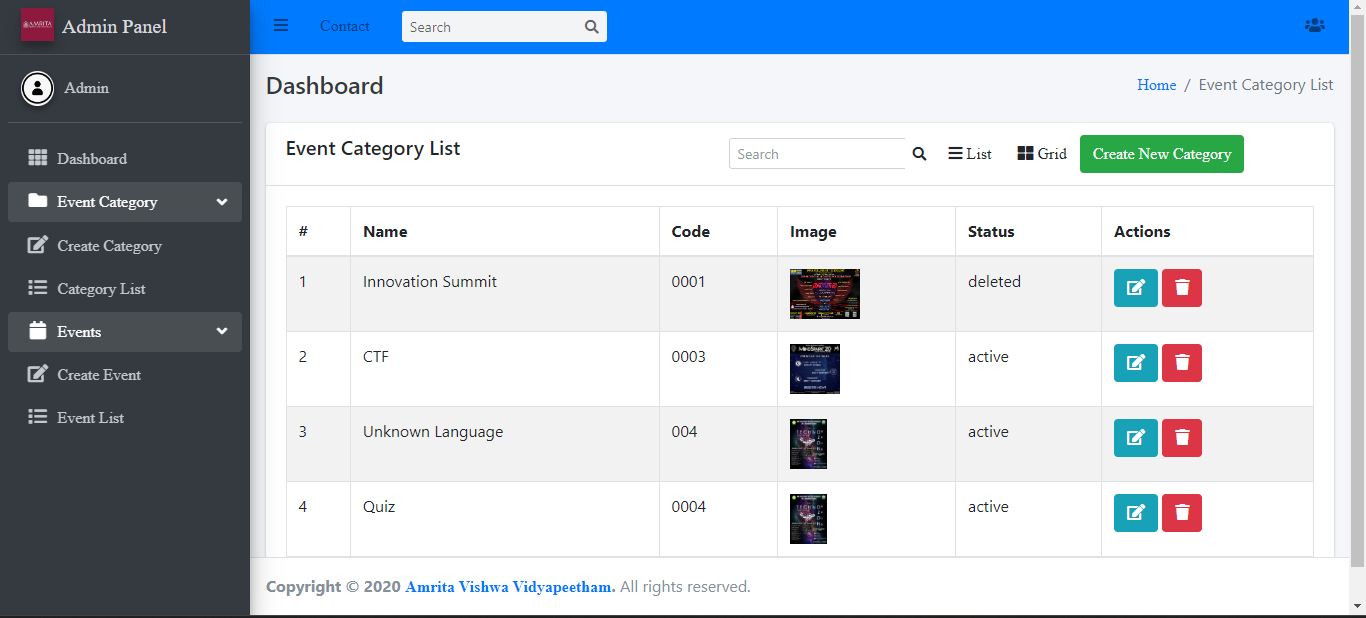 AMRITA
Admin Panel
Contact
Search
Admin
Dashboard
Home / Event Category List
Dashboard
Event Category
Create Category
Category List
Events
Create Event
Event List
Event Category List
Search
List
Grid
Create New Category
# Name Code Image Status Actions
1 Innovation Summit 0001 deleted
2 CTF 0003 active
3 Unknown Language 004 active
4 Quiz 0004 active
Copyright © 2020 Amrita Vishwa Vidyapeetham. All rights reserved.